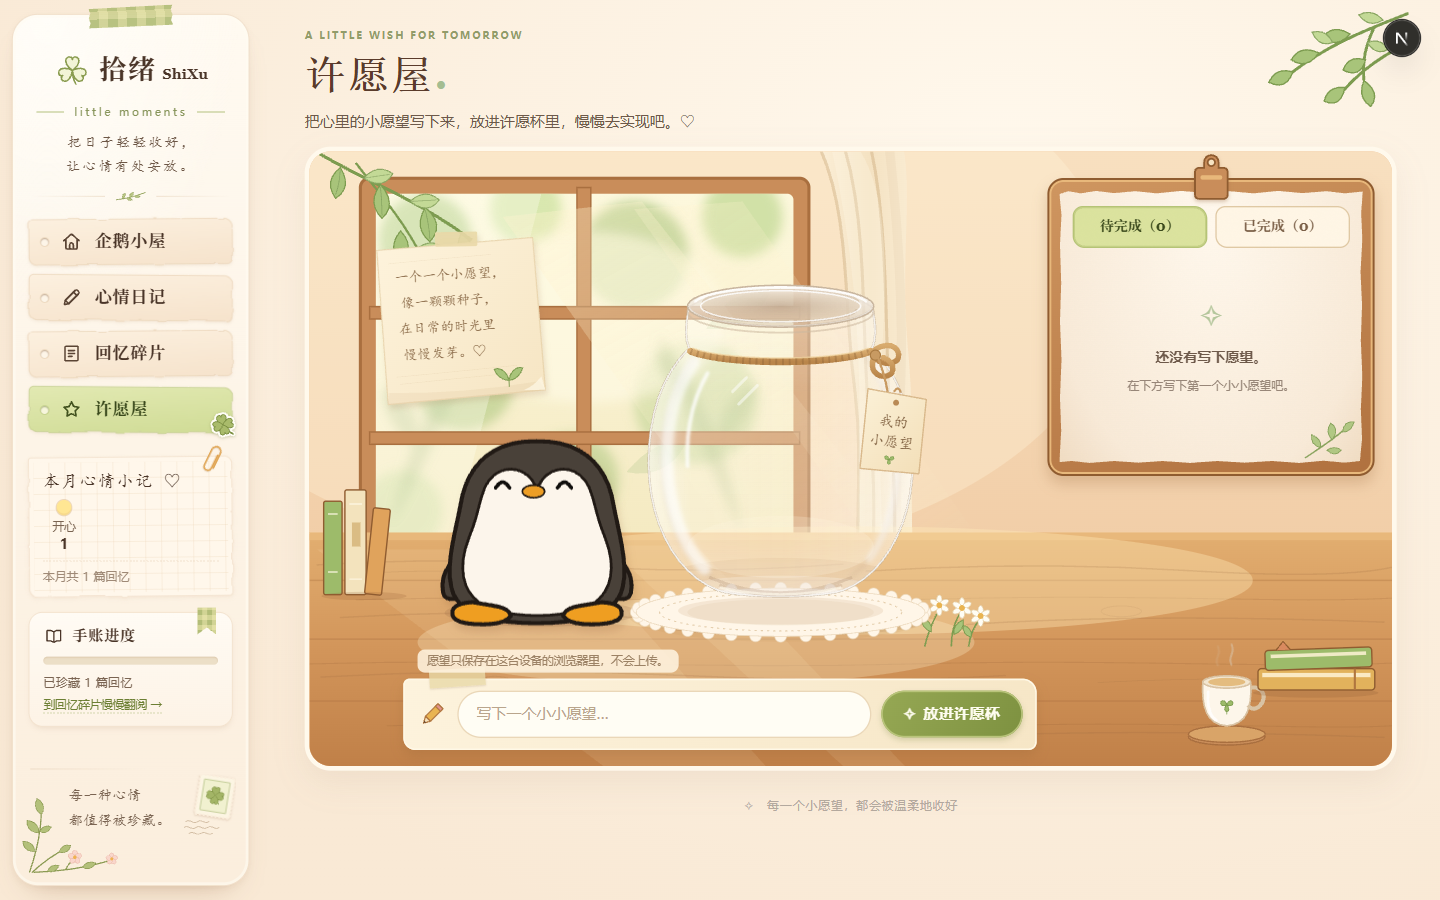 拾绪 ShiXu
little moments
把日子轻轻收好，
让心情有处安放。
企鹅小屋
心情日记
回忆碎片
许愿屋
本月心情小记 ♡
开心
1
本月共 1 篇回忆
手账进度
已珍藏 1 篇回忆
到回忆碎片慢慢翻阅 →
每一种心情
都值得被珍藏。
A LITTLE WISH FOR TOMORROW
许愿屋.
把心里的小愿望写下来，放进许愿杯里，慢慢去实现吧。♡
N
一个一个小愿望，
像一颗颗种子，
在日常的时光里
慢慢发芽。♡
我的
小愿望
待完成（0）
已完成（0）
还没有写下愿望。
在下方写下第一个小小愿望吧。
愿望只保存在这台设备的浏览器里，不会上传。
写下一个小小愿望...
✧ 放进许愿杯
✧ 每一个小愿望，都会被温柔地收好